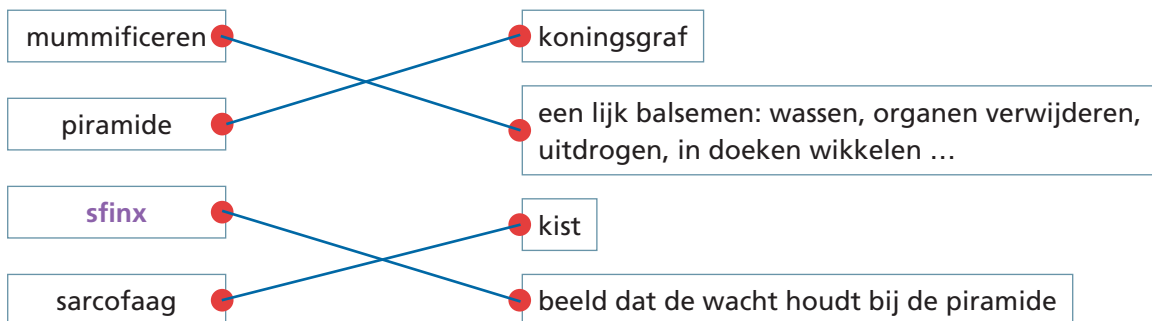 mummificeren
koningsgraf
piramide
een lijk balsemen: wassen, organen verwijderen,
uitdrogen, in doeken wikkelen …
sfinx
kist
sarcofaag
beeld dat de wacht houdt bij de piramide